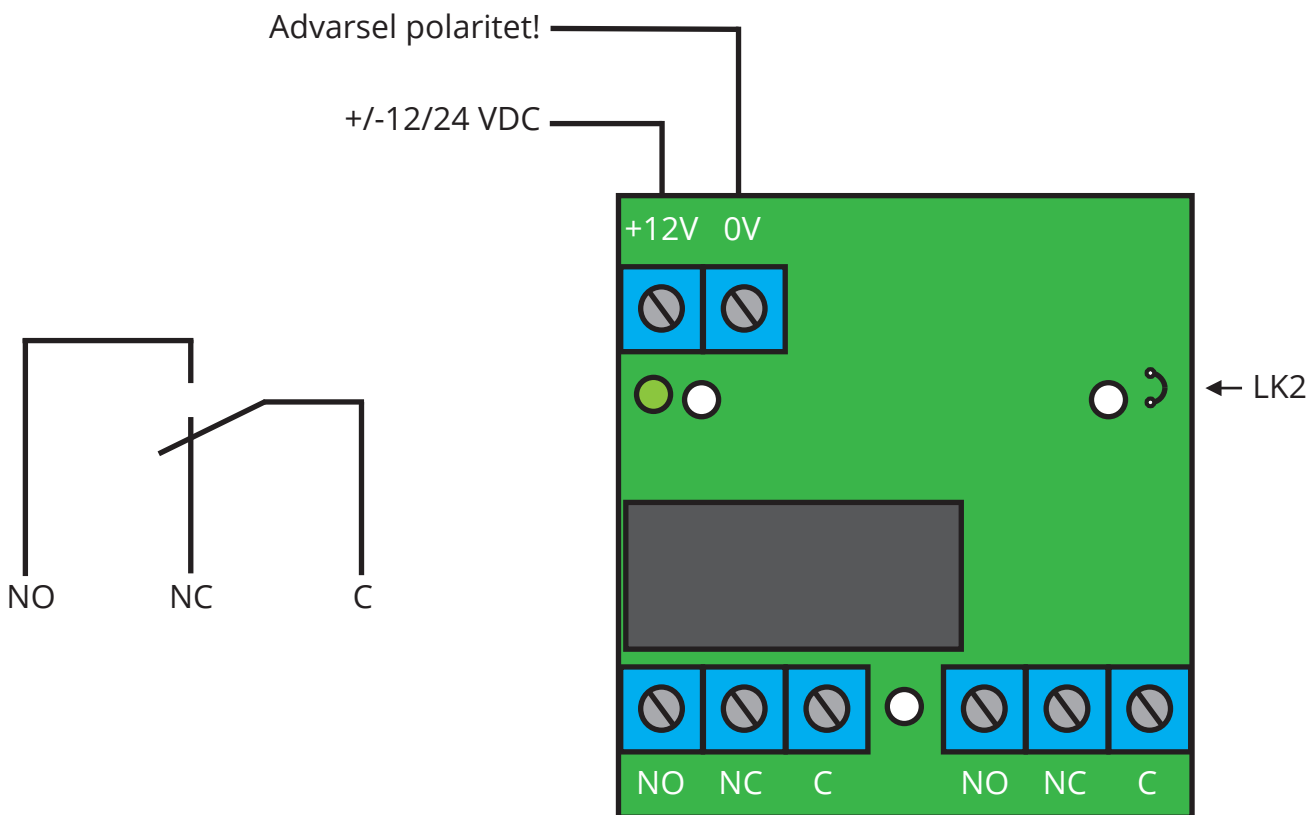 Advarsel polaritet!
+/-12/24 VDC
+12V 0V
LK2
NO NC C
NO NC C NO NC C